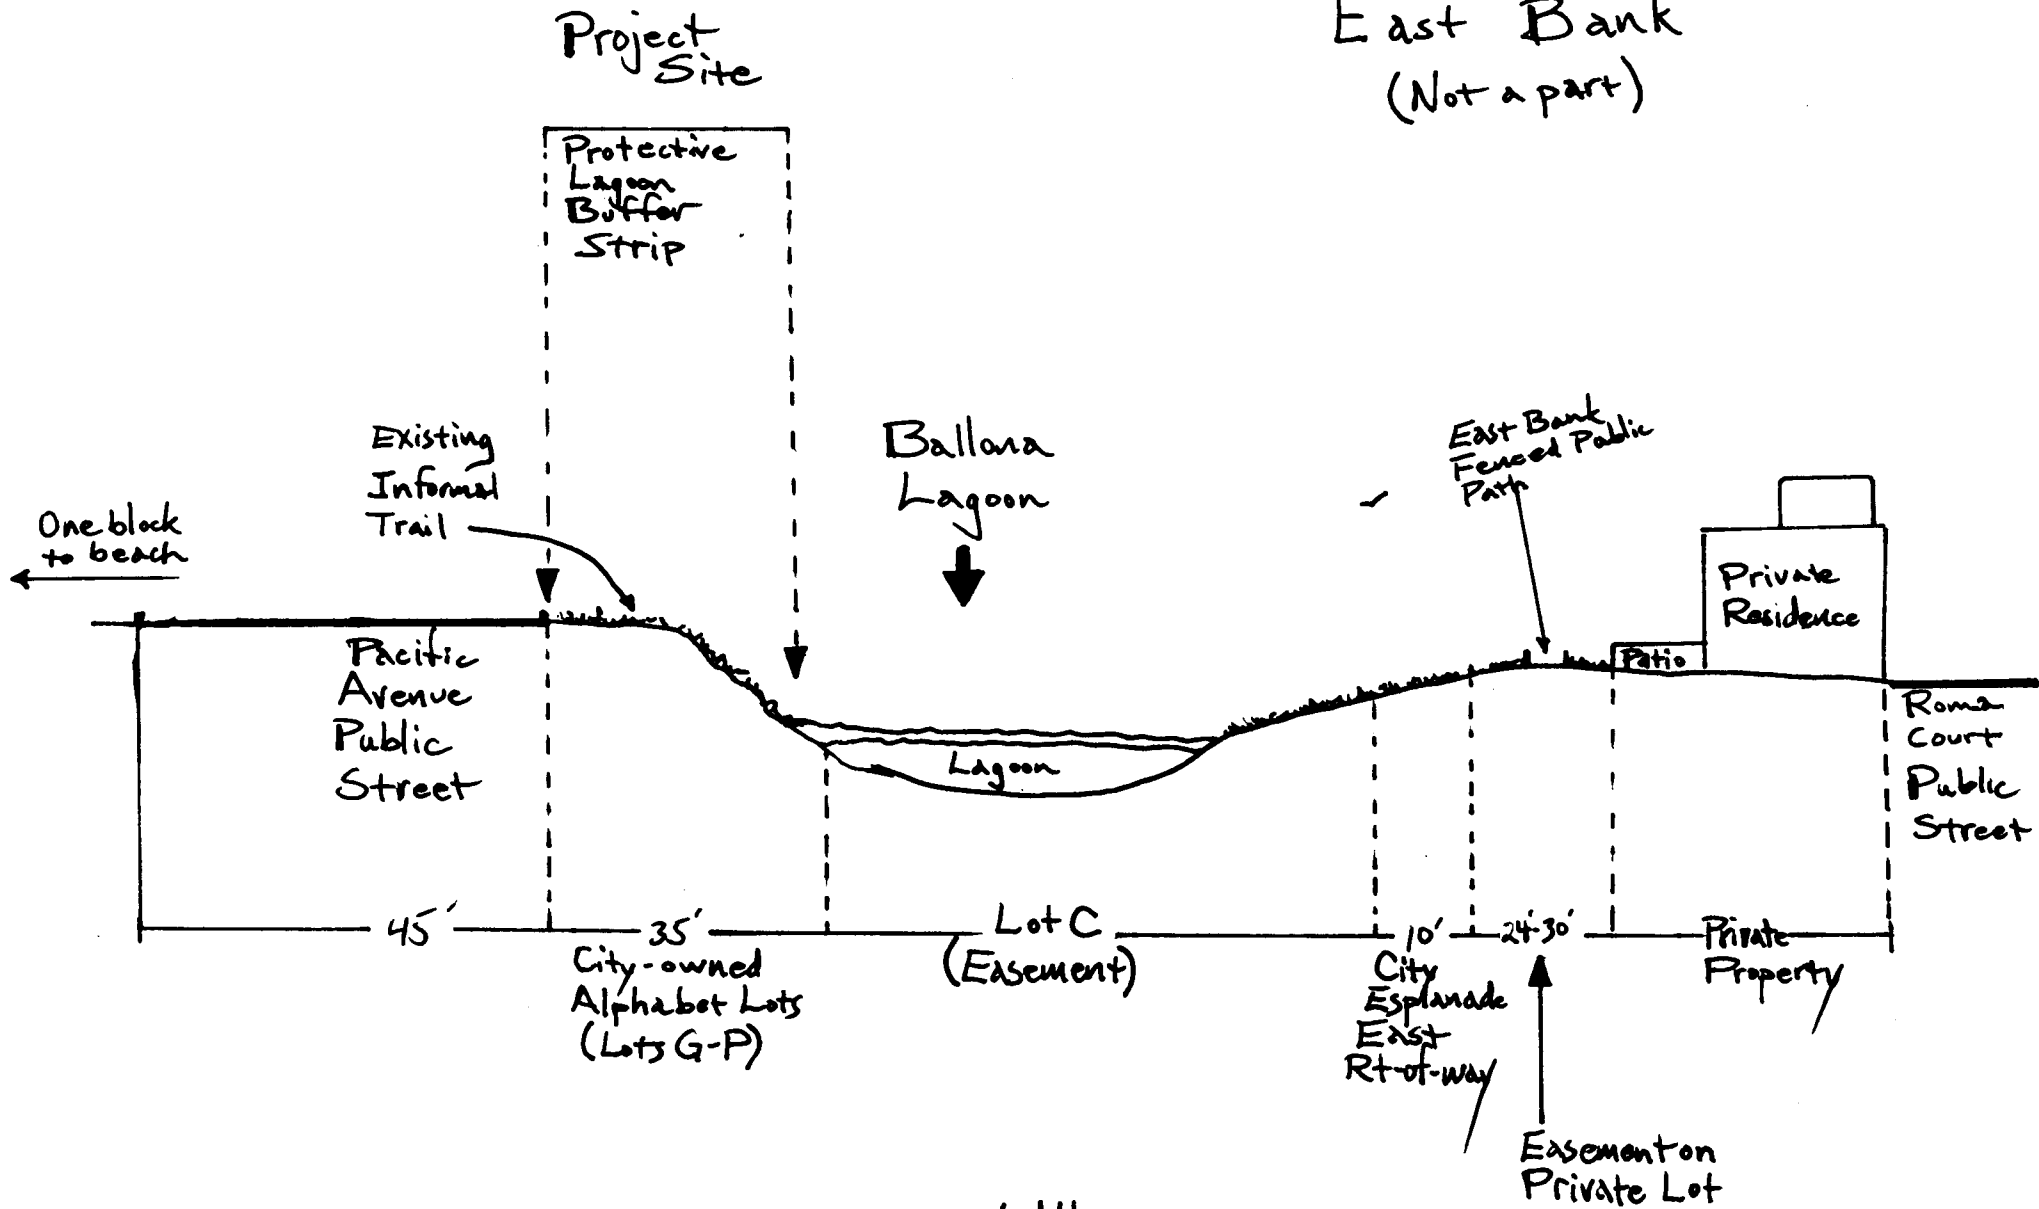 Project
Site
East Bank
(Not a part)
Protective
Lagoon
Buffer
Strip
Existing
Informal
Trail
Ballona
Lagoon
East Bank
Fenced Public
Path
One block
to beach
Private
Residence
Patio
Pacific
Avenue
Public
Street
Lagoon
Roma
Court
Public
Street
45'
35'
City-owned
Alphabet Lots
(Lots G-P)
Lot C
(Easement)
10'
City
Esplanade
East
Rt-of-way
24'-30'
Private
Property
Easement on
Private Lot